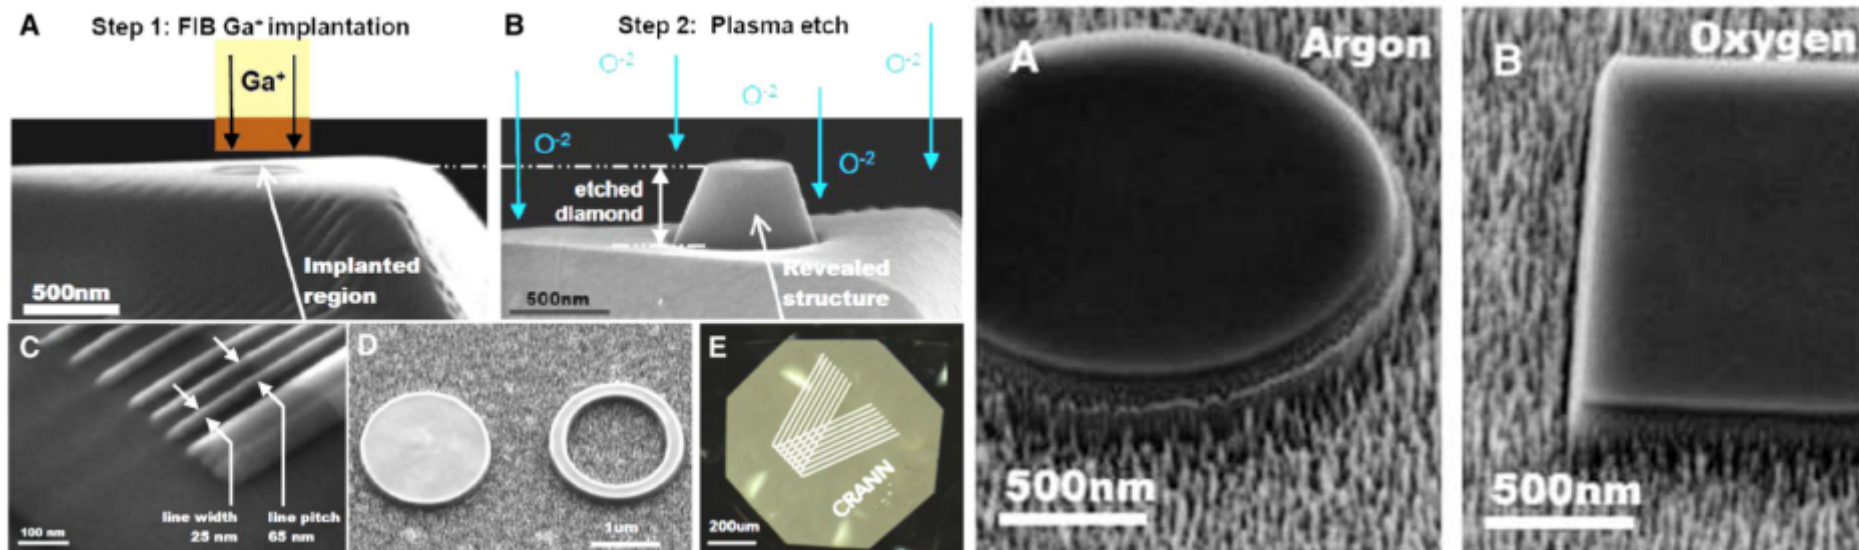 A
Step 1: FIB Ga⁺ implantation
Ga⁺
Implanted
region
500nm
B
Step 2: Plasma etch
O⁻²
O⁻²
O⁻²
O⁻²
O⁻²
etched
diamond
Revealed
structure
500nm
C
line width
25 nm
line pitch
65 nm
100 nm
D
1um
E
CRANN
200um
A
Argon
500nm
B
Oxygen
500nm